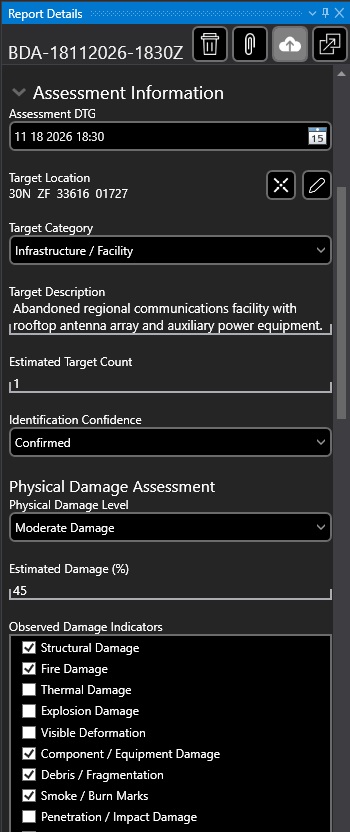 Report Details
BDA-18112026-1830Z
Assessment Information
Assessment DTG
11 18 2026 18:30
15
Target Location
30N ZF 33616 01727
Target Category
Infrastructure / Facility
Target Description
Abandoned regional communications facility with
rooftop antenna array and auxiliary power equipment.
Estimated Target Count
1
Identification Confidence
Confirmed
Physical Damage Assessment
Physical Damage Level
Moderate Damage
Estimated Damage (%)
45
Observed Damage Indicators
Structural Damage
Fire Damage
Thermal Damage
Explosion Damage
Visible Deformation
Component / Equipment Damage
Debris / Fragmentation
Smoke / Burn Marks
Penetration / Impact Damage